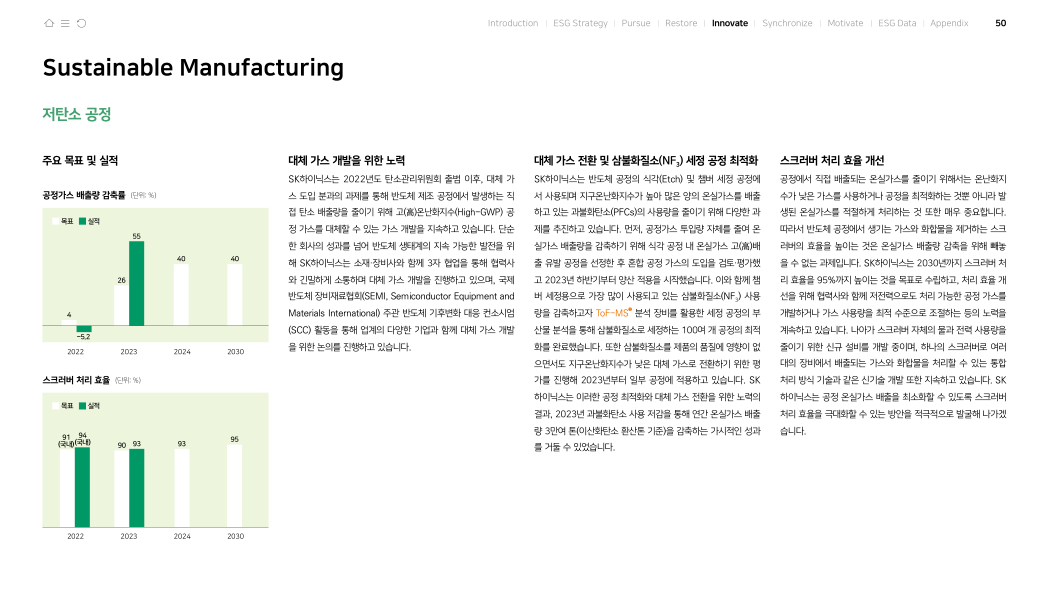 Introduction | ESG Strategy | Pursue | Restore | Innovate | Synchronize | Motivate | ESG Data | Appendix 50
Sustainable Manufacturing
저탄소 공정
주요 목표 및 실적
공정가스 배출량 감축률 (단위: %)
목표 실적
4
-5.2
26
55
40
40
2022 2023 2024 2030
스크러버 처리 효율 (단위: %)
목표 실적
91
(국내)
94
(국내)
90
93
93
95
2022 2023 2024 2030
대체 가스 개발을 위한 노력
SK하이닉스는 2022년도 탄소관리위원회 출범 이후, 대체 가
스 도입 분과의 과제를 통해 반도체 제조 공정에서 발생하는 직
접 탄소 배출량을 줄이기 위해 고(高)온난화지수(High-GWP) 공
정 가스를 대체할 수 있는 가스 개발을 지속하고 있습니다. 단순
한 회사의 성과를 넘어 반도체 생태계의 지속 가능한 발전을 위
해 SK하이닉스는 소재·장비사와 함께 3자 협업을 통해 협력사
와 긴밀하게 소통하며 대체 가스 개발을 진행하고 있으며, 국제
반도체 장비재료협회(SEMI, Semiconductor Equipment and
Materials International) 주관 반도체 기후변화 대응 컨소시엄
(SCC) 활동을 통해 업계의 다양한 기업과 함께 대체 가스 개발
을 위한 논의를 진행하고 있습니다.
대체 가스 전환 및 삼불화질소(NF₃) 세정 공정 최적화
SK하이닉스는 반도체 공정의 식각(Etch) 및 챔버 세정 공정에
서 사용되며 지구온난화지수가 높아 많은 양의 온실가스를 배출
하고 있는 과불화탄소(PFCs)의 사용량을 줄이기 위해 다양한 과
제를 추진하고 있습니다. 먼저, 공정가스 투입량 자체를 줄여 온
실가스 배출량을 감축하기 위해 식각 공정 내 온실가스 고(高)배
출 유발 공정을 선정한 후 혼합 공정 가스의 도입을 검토·평가했
고 2023년 하반기부터 양산 적용을 시작했습니다. 이와 함께 챔
버 세정용으로 가장 많이 사용되고 있는 삼불화질소(NF₃) 사용
량을 감축하고자 ToF-MS® 분석 장비를 활용한 세정 공정의 부
산물 분석을 통해 삼불화질소로 세정하는 100여 개 공정의 최적
화를 완료했습니다. 또한 삼불화질소를 제품의 품질에 영향이 없
으면서도 지구온난화지수가 낮은 대체 가스로 전환하기 위한 평
가를 진행해 2023년부터 일부 공정에 적용하고 있습니다. SK
하이닉스는 이러한 공정 최적화와 대체 가스 전환을 위한 노력의
결과, 2023년 과불화탄소 사용 저감을 통해 연간 온실가스 배출
량 3만여 톤(이산화탄소 환산톤 기준)을 감축하는 가시적인 성과
를 거둘 수 있었습니다.
스크러버 처리 효율 개선
공정에서 직접 배출되는 온실가스를 줄이기 위해서는 온난화지
수가 낮은 가스를 사용하거나 공정을 최적화하는 것뿐 아니라 발
생된 온실가스를 적절하게 처리하는 것 또한 매우 중요합니다.
따라서 반도체 공정에서 생기는 가스와 화합물을 제거하는 스크
러버의 효율을 높이는 것은 온실가스 배출량 감축을 위해 빼놓
을 수 없는 과제입니다. SK하이닉스는 2030년까지 스크러버 처
리 효율을 95%까지 높이는 것을 목표로 수립하고, 처리 효율 개
선을 위해 협력사와 함께 저전력으로도 처리 가능한 공정 가스를
개발하거나 가스 사용량을 최적 수준으로 조절하는 등의 노력을
계속하고 있습니다. 나아가 스크러버 자체의 물과 전력 사용량을
줄이기 위한 신규 설비를 개발 중이며, 하나의 스크러버로 여러
대의 장비에서 배출되는 가스와 화합물을 처리할 수 있는 통합
처리 방식 기술과 같은 신기술 개발 또한 지속하고 있습니다. SK
하이닉스는 공정 온실가스 배출을 최소화할 수 있도록 스크러버
처리 효율을 극대화할 수 있는 방안을 적극적으로 발굴해 나가겠
습니다.